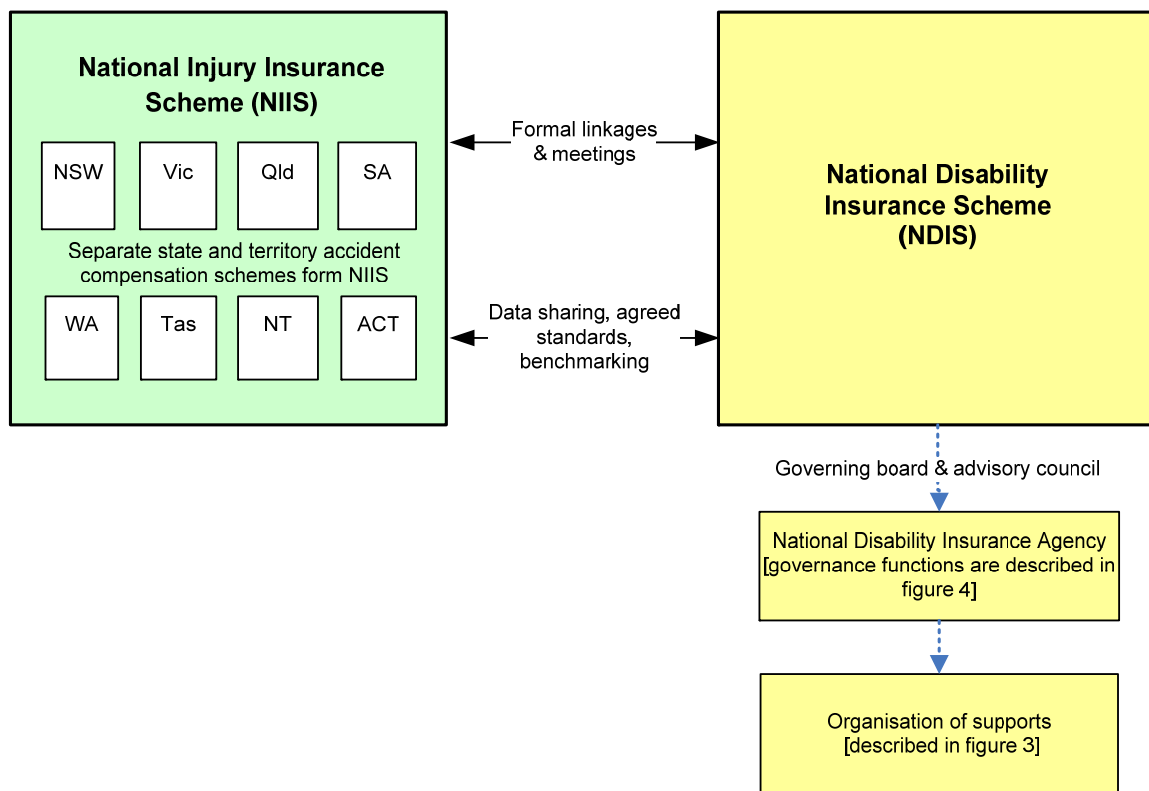 National Injury Insurance
Scheme (NIIS)
NSW
Vic
Qld
SA
Separate state and territory accident
compensation schemes form NIIS
WA
Tas
NT
ACT
Formal linkages
& meetings
Data sharing, agreed
standards,
benchmarking
National Disability
Insurance Scheme
(NDIS)
Governing board & advisory council
National Disability Insurance Agency
[governance functions are described in
figure 4]
Organisation of supports
[described in figure 3]